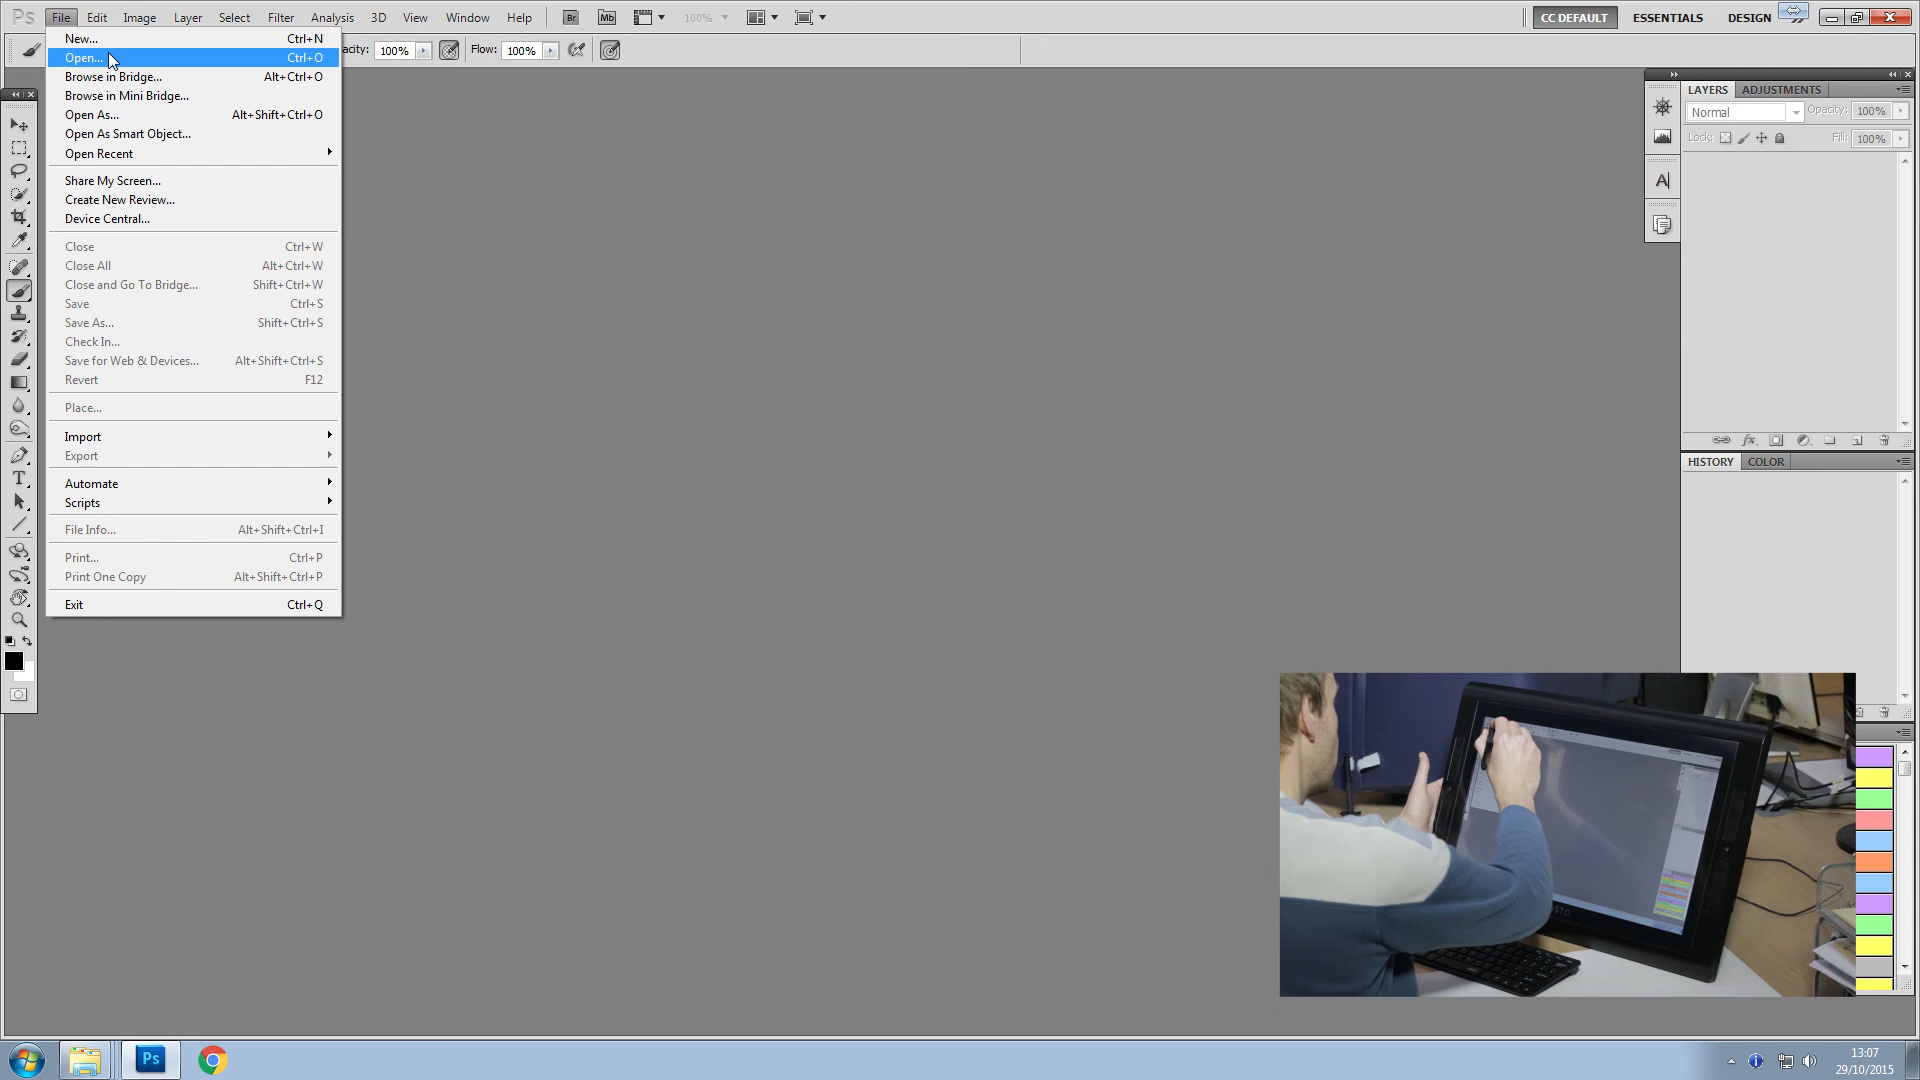 Ps File Edit Image Layer Select Filter Analysis 3D View Window Help Br Mb 100% CC DEFAULT ESSENTIALS DESIGN
acity: 100% Flow: 100%
New... Ctrl+N
Open... Ctrl+O
Browse in Bridge... Alt+Ctrl+O
Browse in Mini Bridge...
Open As... Alt+Shift+Ctrl+O
Open As Smart Object...
Open Recent
Share My Screen...
Create New Review...
Device Central...
Close Ctrl+W
Close All Alt+Ctrl+W
Close and Go To Bridge... Shift+Ctrl+W
Save Ctrl+S
Save As... Shift+Ctrl+S
Check In...
Save for Web & Devices... Alt+Shift+Ctrl+S
Revert F12
Place...
Import
Export
Automate
Scripts
File Info... Alt+Shift+Ctrl+I
Print... Ctrl+P
Print One Copy Alt+Shift+Ctrl+P
Exit Ctrl+Q
LAYERS ADJUSTMENTS
Normal Opacity: 100%
Lock: Fill: 100%
HISTORY COLOR
Ps
13:07
29/10/2015